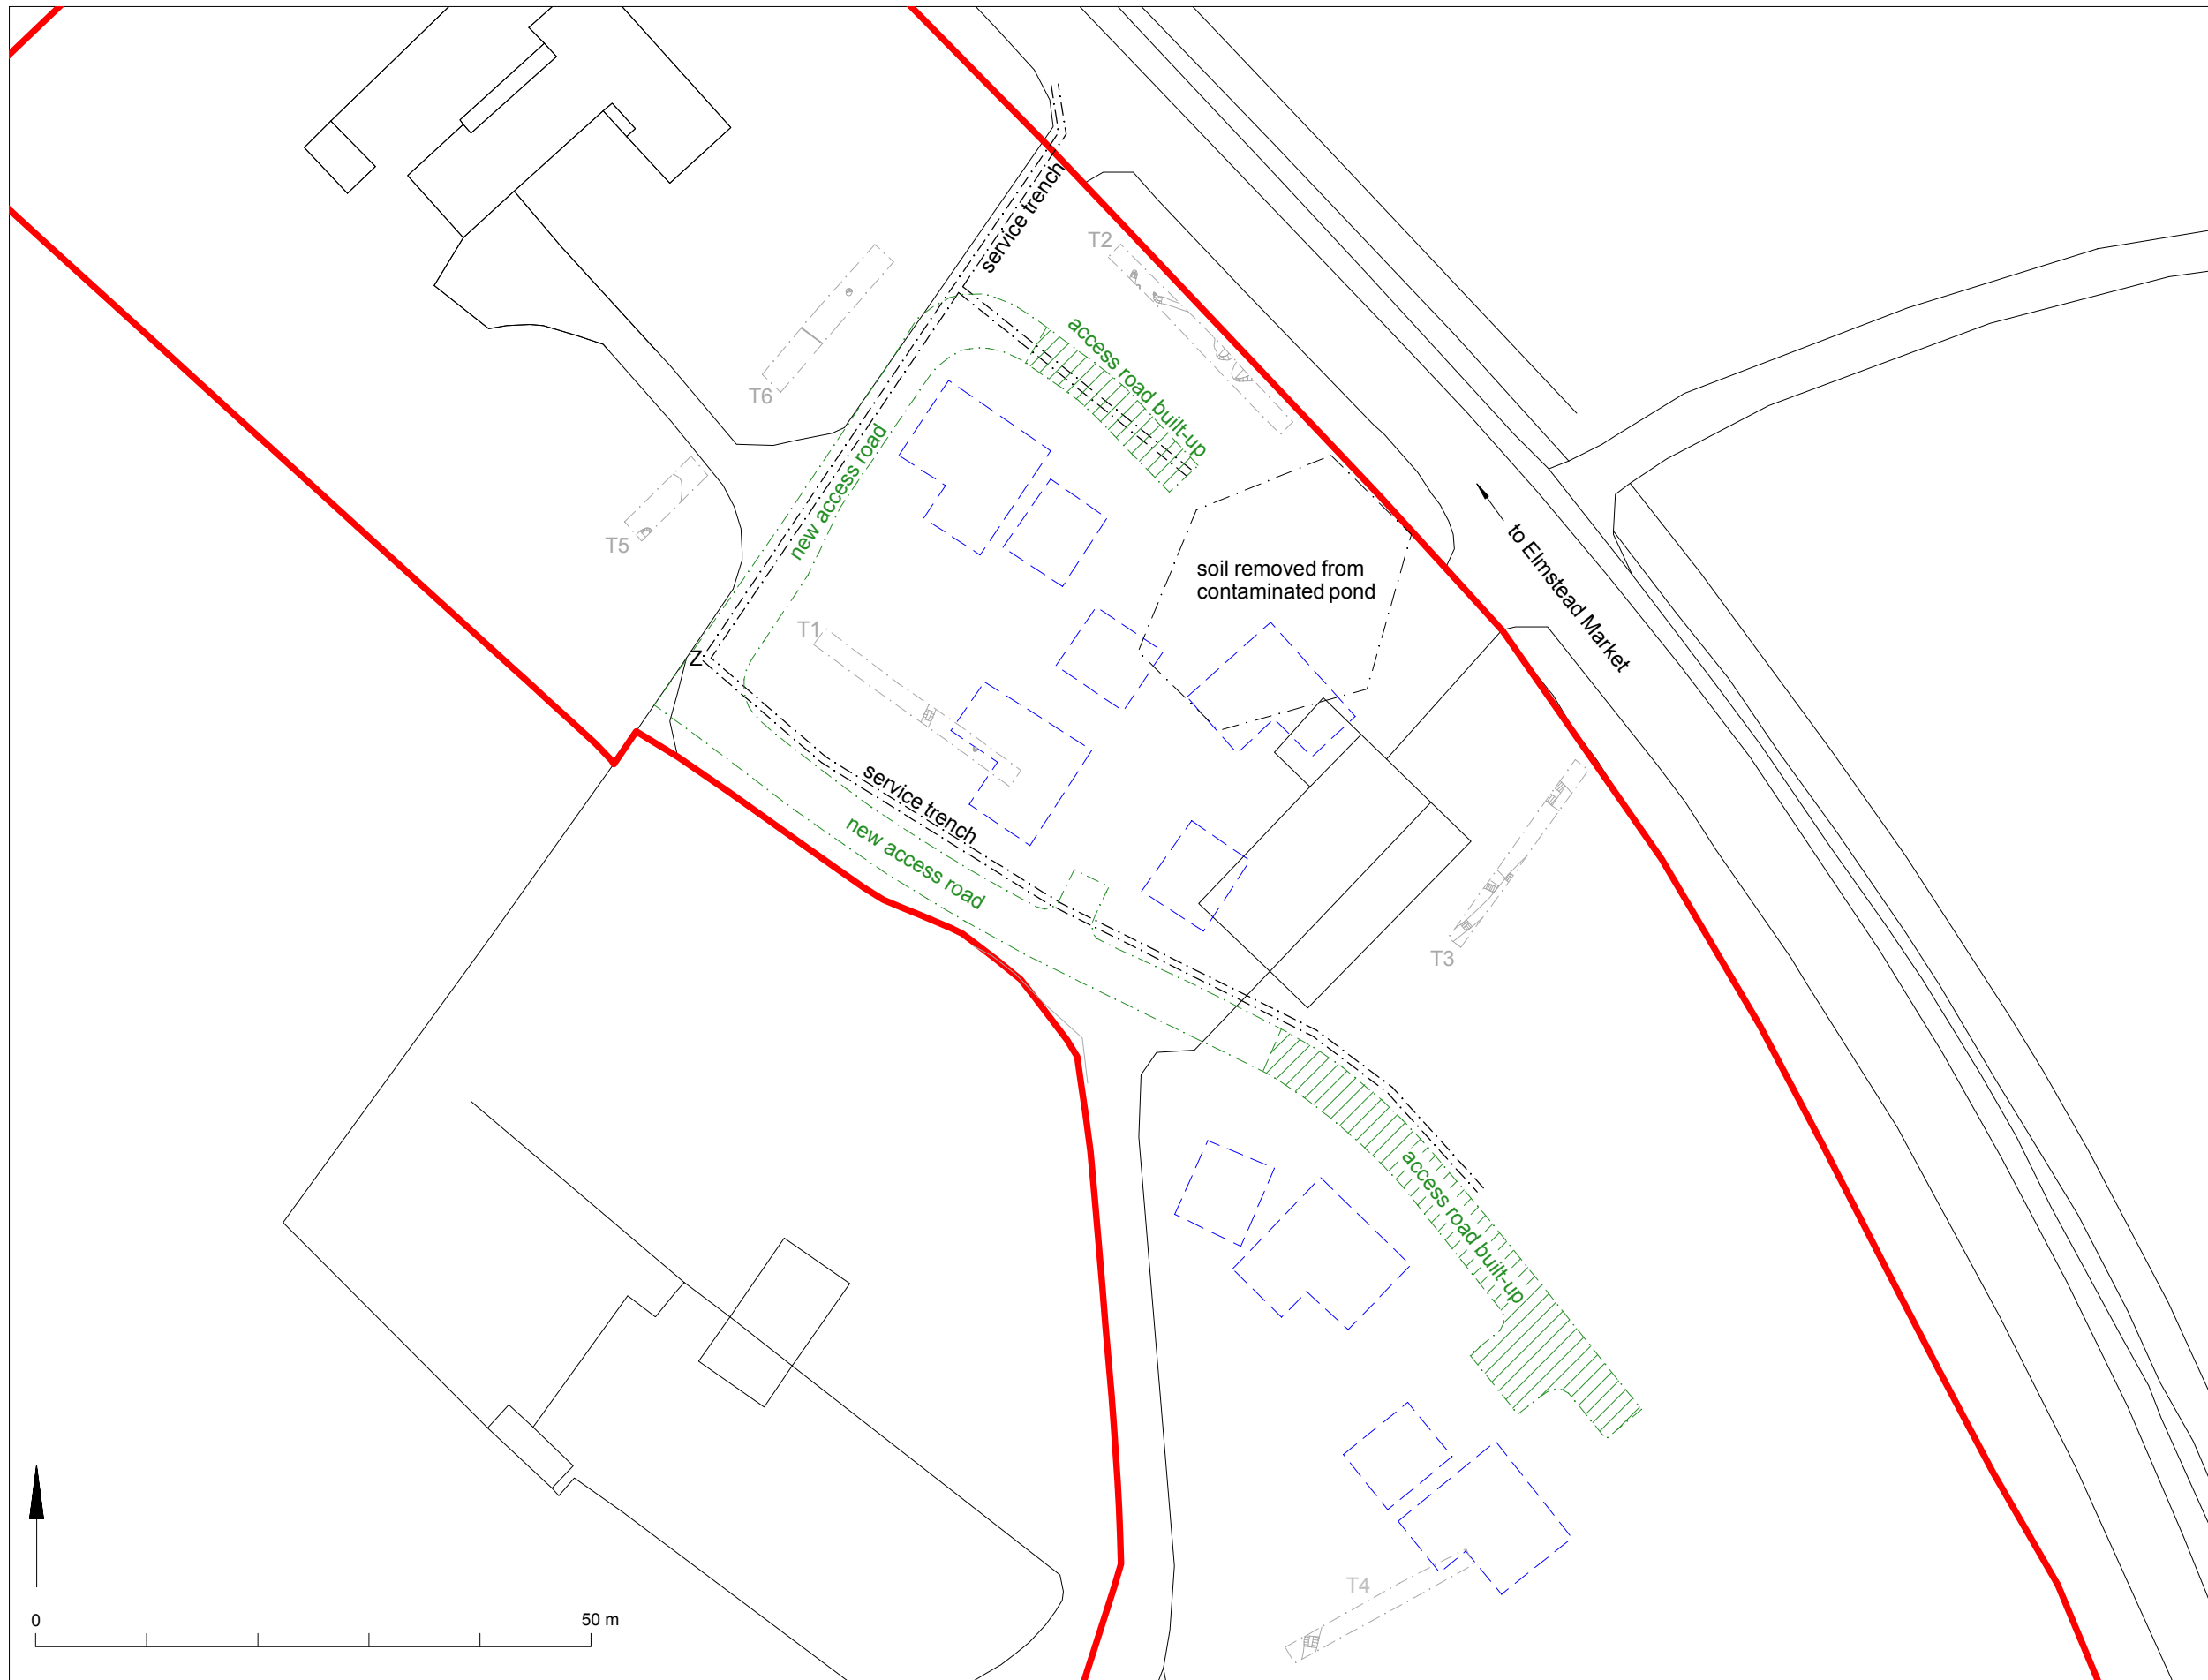 service trench
T2
access road built-up
T6
new access road
T5
to Elmstead Market
soil removed from
contaminated pond
T1
Z
service trench
new access road
T3
access road built-up
T4
0
50 m